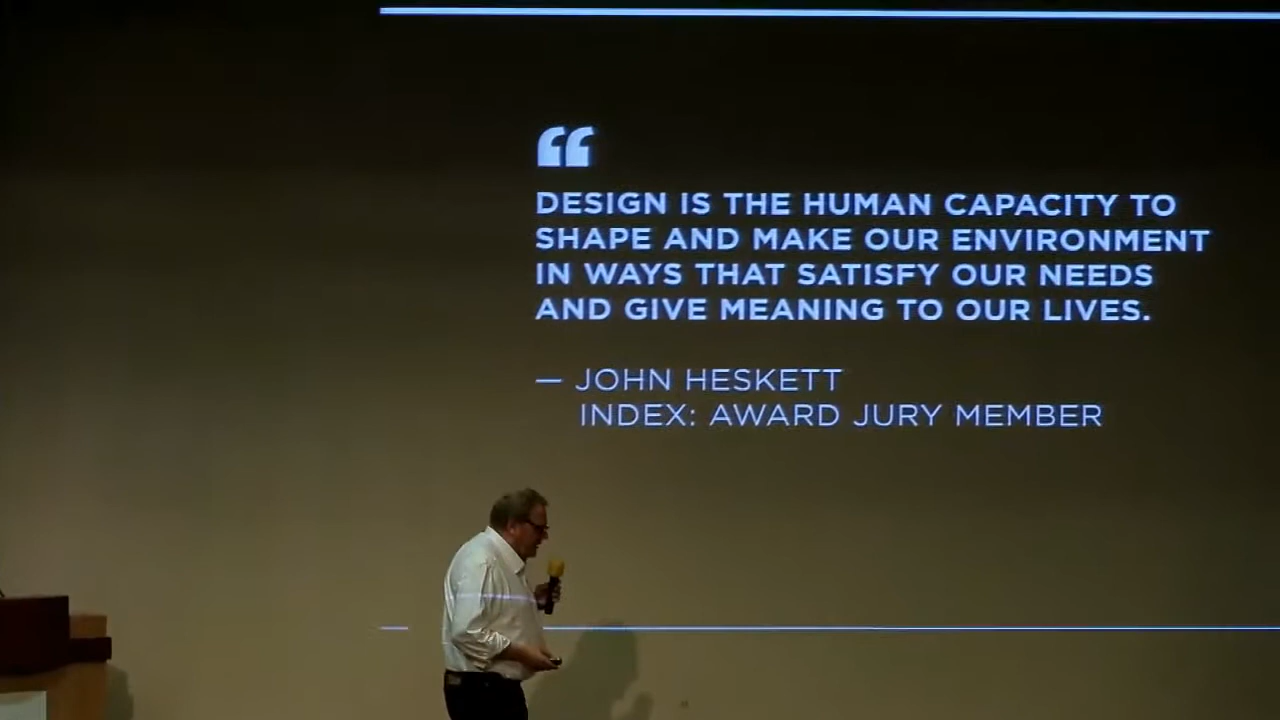 “
DESIGN IS THE HUMAN CAPACITY TO
SHAPE AND MAKE OUR ENVIRONMENT
IN WAYS THAT SATISFY OUR NEEDS
AND GIVE MEANING TO OUR LIVES.
— JOHN HESKETT
INDEX: AWARD JURY MEMBER